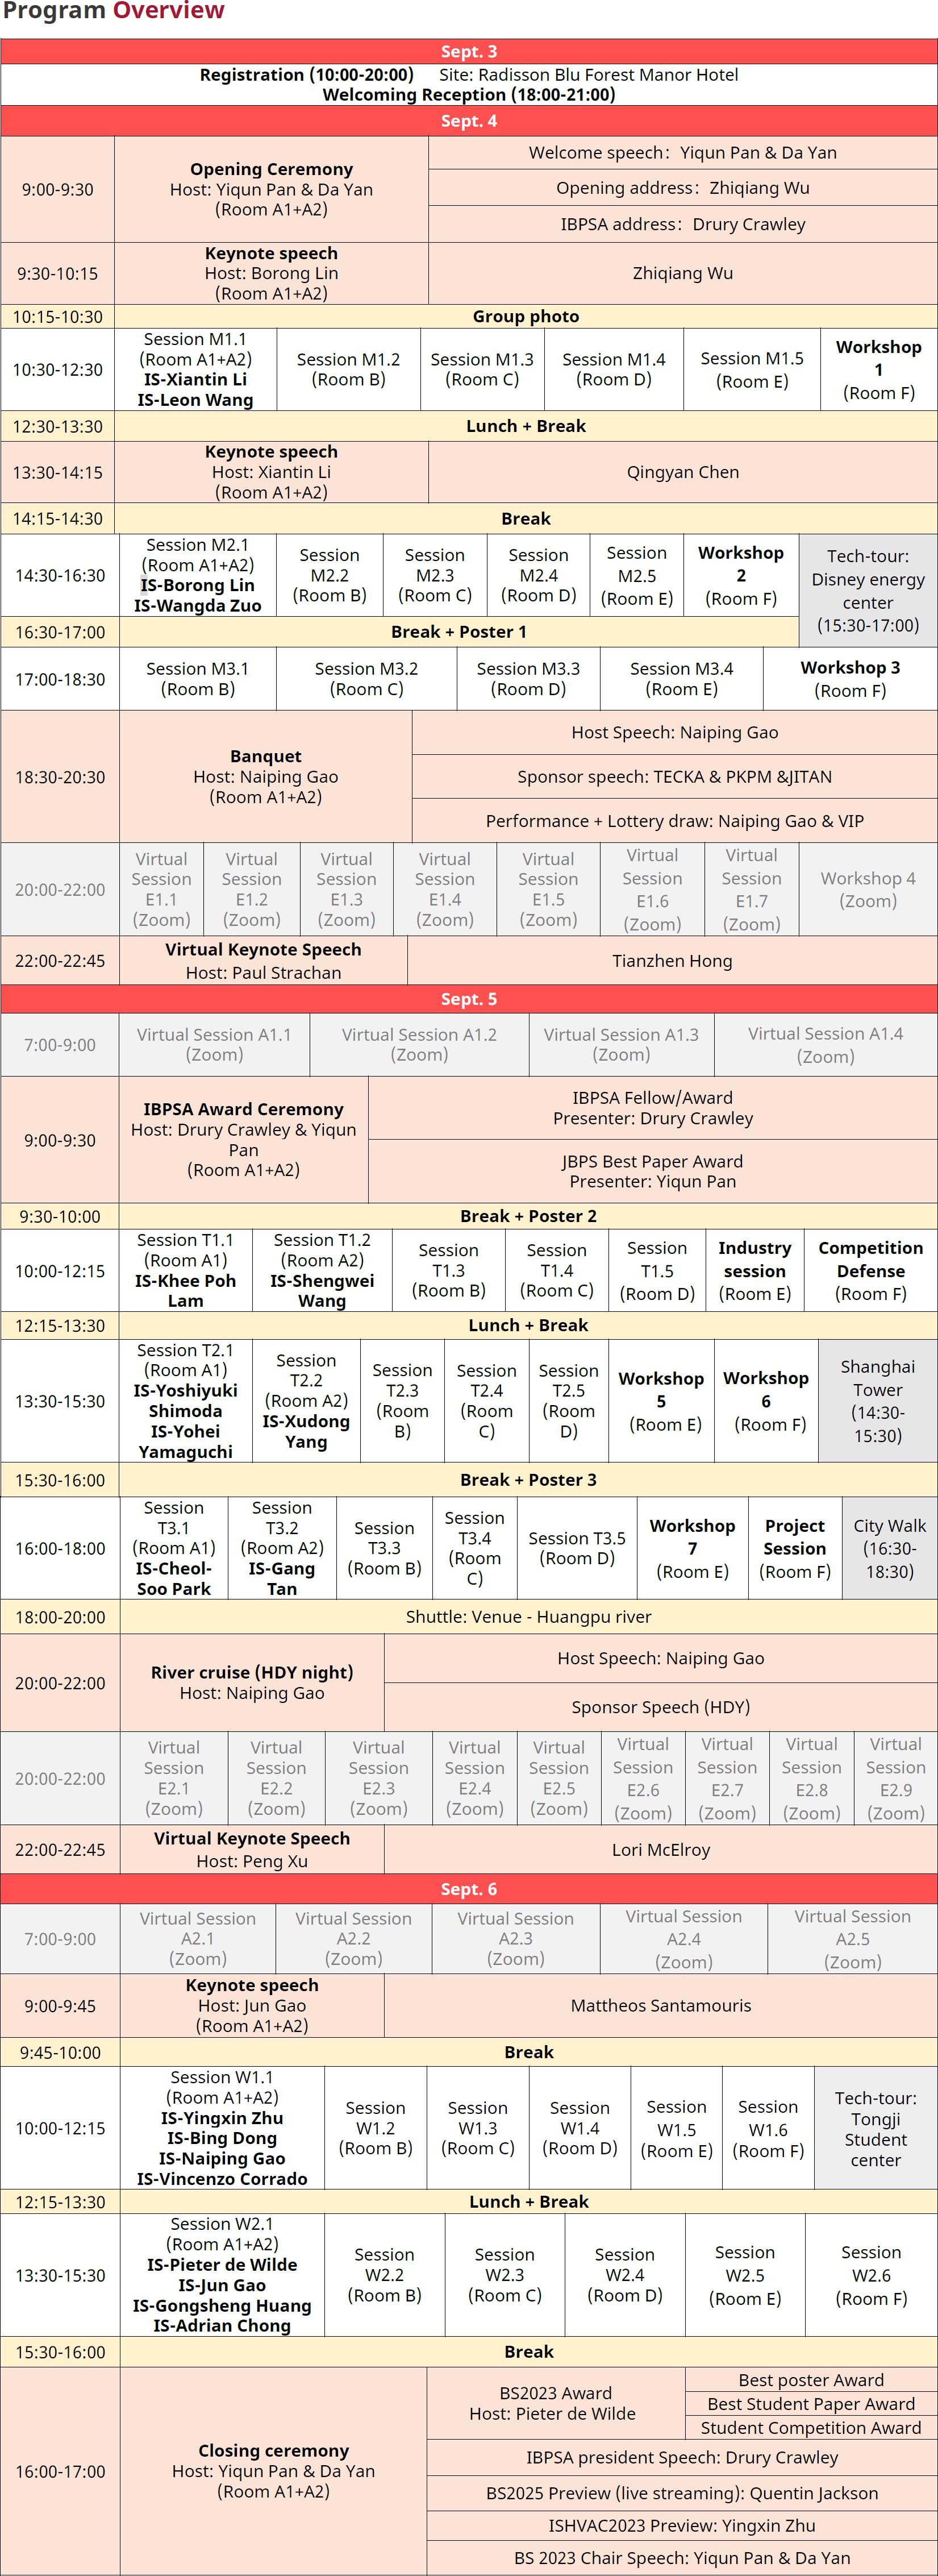 Program Overview
Sept. 3
Registration (10:00-20:00) Site: Radisson Blu Forest Manor Hotel
Welcoming Reception (18:00-21:00)
Sept. 4
9:00-9:30
Opening Ceremony
Host: Yiqun Pan & Da Yan
(Room A1+A2)
Welcome speech：Yiqun Pan & Da Yan
Opening address：Zhiqiang Wu
IBPSA address：Drury Crawley
9:30-10:15
Keynote speech
Host: Borong Lin
(Room A1+A2)
Zhiqiang Wu
10:15-10:30
Group photo
10:30-12:30
Session M1.1
(Room A1+A2)
IS-Xiantin Li
IS-Leon Wang
Session M1.2
(Room B)
Session M1.3
(Room C)
Session M1.4
(Room D)
Session M1.5
(Room E)
Workshop
1
(Room F)
12:30-13:30
Lunch + Break
13:30-14:15
Keynote speech
Host: Xiantin Li
(Room A1+A2)
Qingyan Chen
14:15-14:30
Break
14:30-16:30
Session M2.1
(Room A1+A2)
IS-Borong Lin
IS-Wangda Zuo
Session
M2.2
(Room B)
Session
M2.3
(Room C)
Session
M2.4
(Room D)
Session
M2.5
(Room E)
Workshop
2
(Room F)
Tech-tour:
Disney energy
center
(15:30-17:00)
16:30-17:00
Break + Poster 1
17:00-18:30
Session M3.1
(Room B)
Session M3.2
(Room C)
Session M3.3
(Room D)
Session M3.4
(Room E)
Workshop 3
(Room F)
18:30-20:30
Banquet
Host: Naiping Gao
(Room A1+A2)
Host Speech: Naiping Gao
Sponsor speech: TECKA & PKPM &JITAN
Performance + Lottery draw: Naiping Gao & VIP
20:00-22:00
Virtual
Session
E1.1
(Zoom)
Virtual
Session
E1.2
(Zoom)
Virtual
Session
E1.3
(Zoom)
Virtual
Session
E1.4
(Zoom)
Virtual
Session
E1.5
(Zoom)
Virtual
Session
E1.6
(Zoom)
Virtual
Session
E1.7
(Zoom)
Workshop 4
(Zoom)
22:00-22:45
Virtual Keynote Speech
Host: Paul Strachan
Tianzhen Hong
Sept. 5
7:00-9:00
Virtual Session A1.1
(Zoom)
Virtual Session A1.2
(Zoom)
Virtual Session A1.3
(Zoom)
Virtual Session A1.4
(Zoom)
9:00-9:30
IBPSA Award Ceremony
Host: Drury Crawley & Yiqun
Pan
(Room A1+A2)
IBPSA Fellow/Award
Presenter: Drury Crawley
JBPS Best Paper Award
Presenter: Yiqun Pan
9:30-10:00
Break + Poster 2
10:00-12:15
Session T1.1
(Room A1)
IS-Khee Poh
Lam
Session T1.2
(Room A2)
IS-Shengwei
Wang
Session
T1.3
(Room B)
Session
T1.4
(Room C)
Session
T1.5
(Room D)
Industry
session
(Room E)
Competition
Defense
(Room F)
12:15-13:30
Lunch + Break
13:30-15:30
Session T2.1
(Room A1)
IS-Yoshiyuki
Shimoda
IS-Yohei
Yamaguchi
Session
T2.2
(Room A2)
IS-Xudong
Yang
Session
T2.3
(Room
B)
Session
T2.4
(Room
C)
Session
T2.5
(Room
D)
Workshop
5
(Room E)
Workshop
6
(Room F)
Shanghai
Tower
(14:30-
15:30)
15:30-16:00
Break + Poster 3
16:00-18:00
Session
T3.1
(Room A1)
IS-Cheol-
Soo Park
Session
T3.2
(Room A2)
IS-Gang
Tan
Session
T3.3
(Room B)
Session
T3.4
(Room
C)
Session T3.5
(Room D)
Workshop
7
(Room E)
Project
Session
(Room F)
City Walk
(16:30-
18:30)
18:00-20:00
Shuttle: Venue - Huangpu river
20:00-22:00
River cruise (HDY night)
Host: Naiping Gao
Host Speech: Naiping Gao
Sponsor Speech (HDY)
20:00-22:00
Virtual
Session
E2.1
(Zoom)
Virtual
Session
E2.2
(Zoom)
Virtual
Session
E2.3
(Zoom)
Virtual
Session
E2.4
(Zoom)
Virtual
Session
E2.5
(Zoom)
Virtual
Session
E2.6
(Zoom)
Virtual
Session
E2.7
(Zoom)
Virtual
Session
E2.8
(Zoom)
Virtual
Session
E2.9
(Zoom)
22:00-22:45
Virtual Keynote Speech
Host: Peng Xu
Lori McElroy
Sept. 6
7:00-9:00
Virtual Session
A2.1
(Zoom)
Virtual Session
A2.2
(Zoom)
Virtual Session
A2.3
(Zoom)
Virtual Session
A2.4
(Zoom)
Virtual Session
A2.5
(Zoom)
9:00-9:45
Keynote speech
Host: Jun Gao
(Room A1+A2)
Mattheos Santamouris
9:45-10:00
Break
10:00-12:15
Session W1.1
(Room A1+A2)
IS-Yingxin Zhu
IS-Bing Dong
IS-Naiping Gao
IS-Vincenzo Corrado
Session
W1.2
(Room B)
Session
W1.3
(Room C)
Session
W1.4
(Room D)
Session
W1.5
(Room E)
Session
W1.6
(Room F)
Tech-tour:
Tongji
Student
center
12:15-13:30
Lunch + Break
13:30-15:30
Session W2.1
(Room A1+A2)
IS-Pieter de Wilde
IS-Jun Gao
IS-Gongsheng Huang
IS-Adrian Chong
Session
W2.2
(Room B)
Session
W2.3
(Room C)
Session
W2.4
(Room D)
Session
W2.5
(Room E)
Session
W2.6
(Room F)
15:30-16:00
Break
16:00-17:00
Closing ceremony
Host: Yiqun Pan & Da Yan
(Room A1+A2)
BS2023 Award
Host: Pieter de Wilde
Best poster Award
Best Student Paper Award
Student Competition Award
IBPSA president Speech: Drury Crawley
BS2025 Preview (live streaming): Quentin Jackson
ISHVAC2023 Preview: Yingxin Zhu
BS 2023 Chair Speech: Yiqun Pan & Da Yan